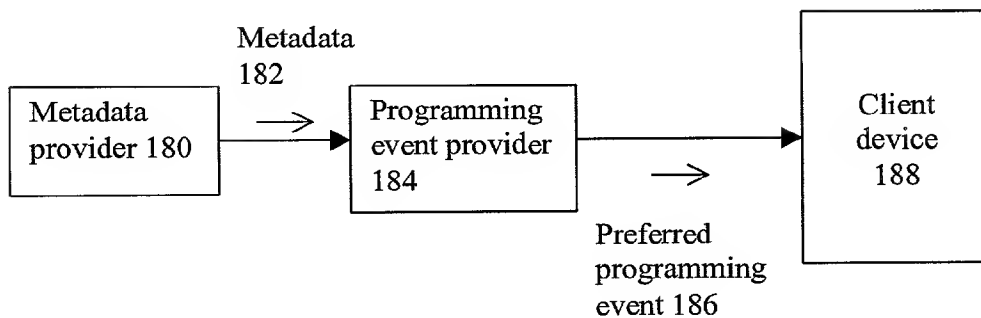 Metadata
182
Metadata
provider 180
Programming
event provider
184
Client
device
188
Preferred
programming
event 186